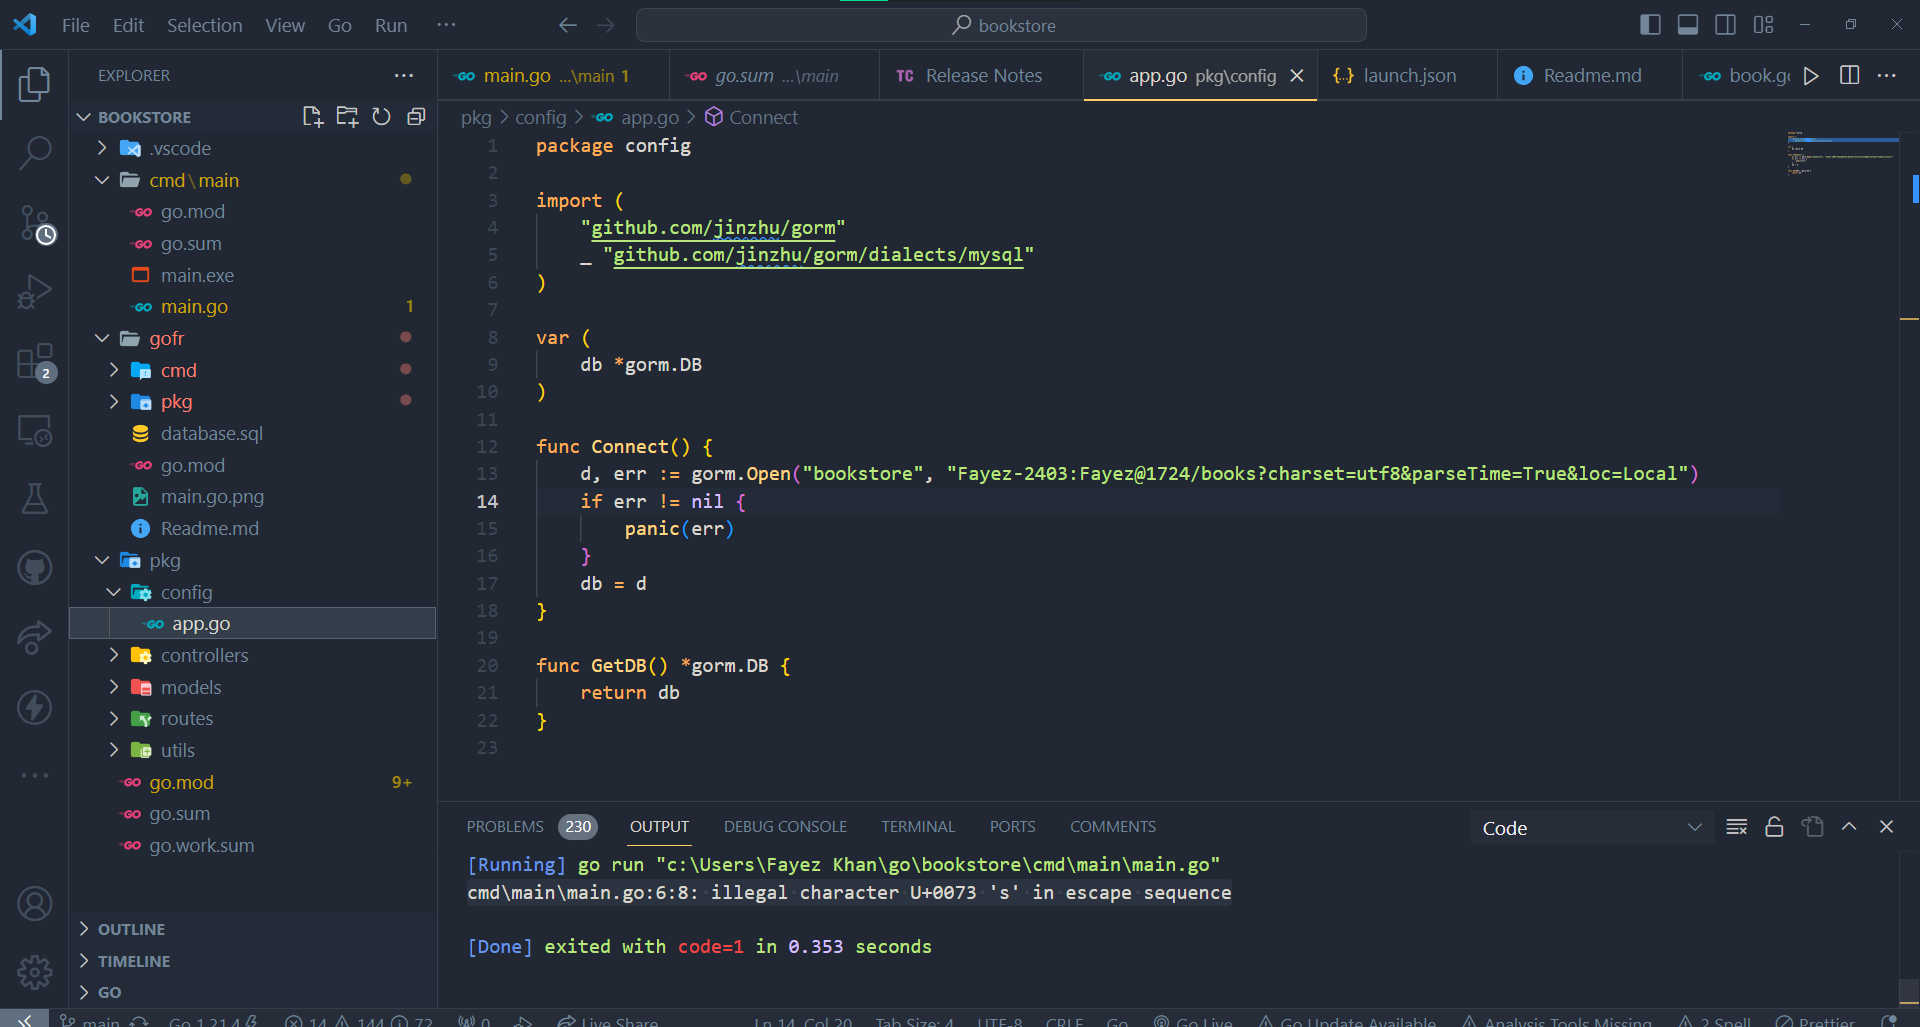 File Edit Selection View Go Run ···
bookstore
EXPLORER ···
BOOKSTORE
.vscode
cmd\main
go.mod
go.sum
main.exe
main.go 1
gofr
cmd
pkg
database.sql
go.mod
main.go.png
Readme.md
pkg
config
app.go
controllers
models
routes
utils
go.mod 9+
go.sum
go.work.sum
OUTLINE
TIMELINE
GO
2
main.go ...\main 1
go.sum ...\main
TC Release Notes
app.go pkg\config
{..} launch.json
Readme.md
book.g
pkg > config > app.go > Connect
1 package config
2
3 import (
4 "github.com/jinzhu/gorm"
5 _ "github.com/jinzhu/gorm/dialects/mysql"
6 )
7
8 var (
9 db *gorm.DB
10 )
11
12 func Connect() {
13 d, err := gorm.Open("bookstore", "Fayez-2403:Fayez@1724/books?charset=utf8&parseTime=True&loc=Local")
14 if err != nil {
15 panic(err)
16 }
17 db = d
18 }
19
20 func GetDB() *gorm.DB {
21 return db
22 }
23
PROBLEMS 230 OUTPUT DEBUG CONSOLE TERMINAL PORTS COMMENTS Code
[Running] go run "c:\Users\Fayez Khan\go\bookstore\cmd\main\main.go"
cmd\main\main.go:6:8: illegal character U+0073 's' in escape sequence
[Done] exited with code=1 in 0.353 seconds
main Go 1.21.4 14 144 72 0 Live Share Ln 14, Col 20 Tab Size: 4 UTF-8 CRLF Go Go Live Go Update Available Analysis Tools Missing 2 Spell Prettier